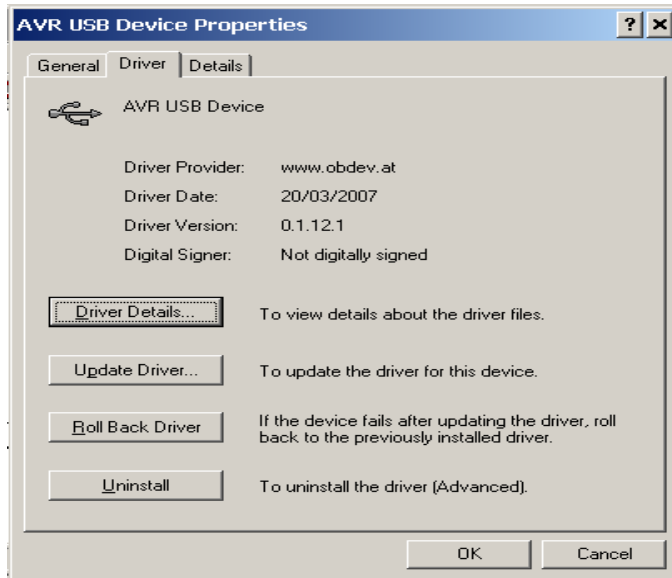 AVR USB Device Properties
General Driver Details
AVR USB Device
Driver Provider: www.obdev.at
Driver Date: 20/03/2007
Driver Version: 0.1.12.1
Digital Signer: Not digitally signed
Driver Details... To view details about the driver files.
Update Driver... To update the driver for this device.
Roll Back Driver If the device fails after updating the driver, roll
back to the previously installed driver.
Uninstall To uninstall the driver (Advanced).
OK Cancel